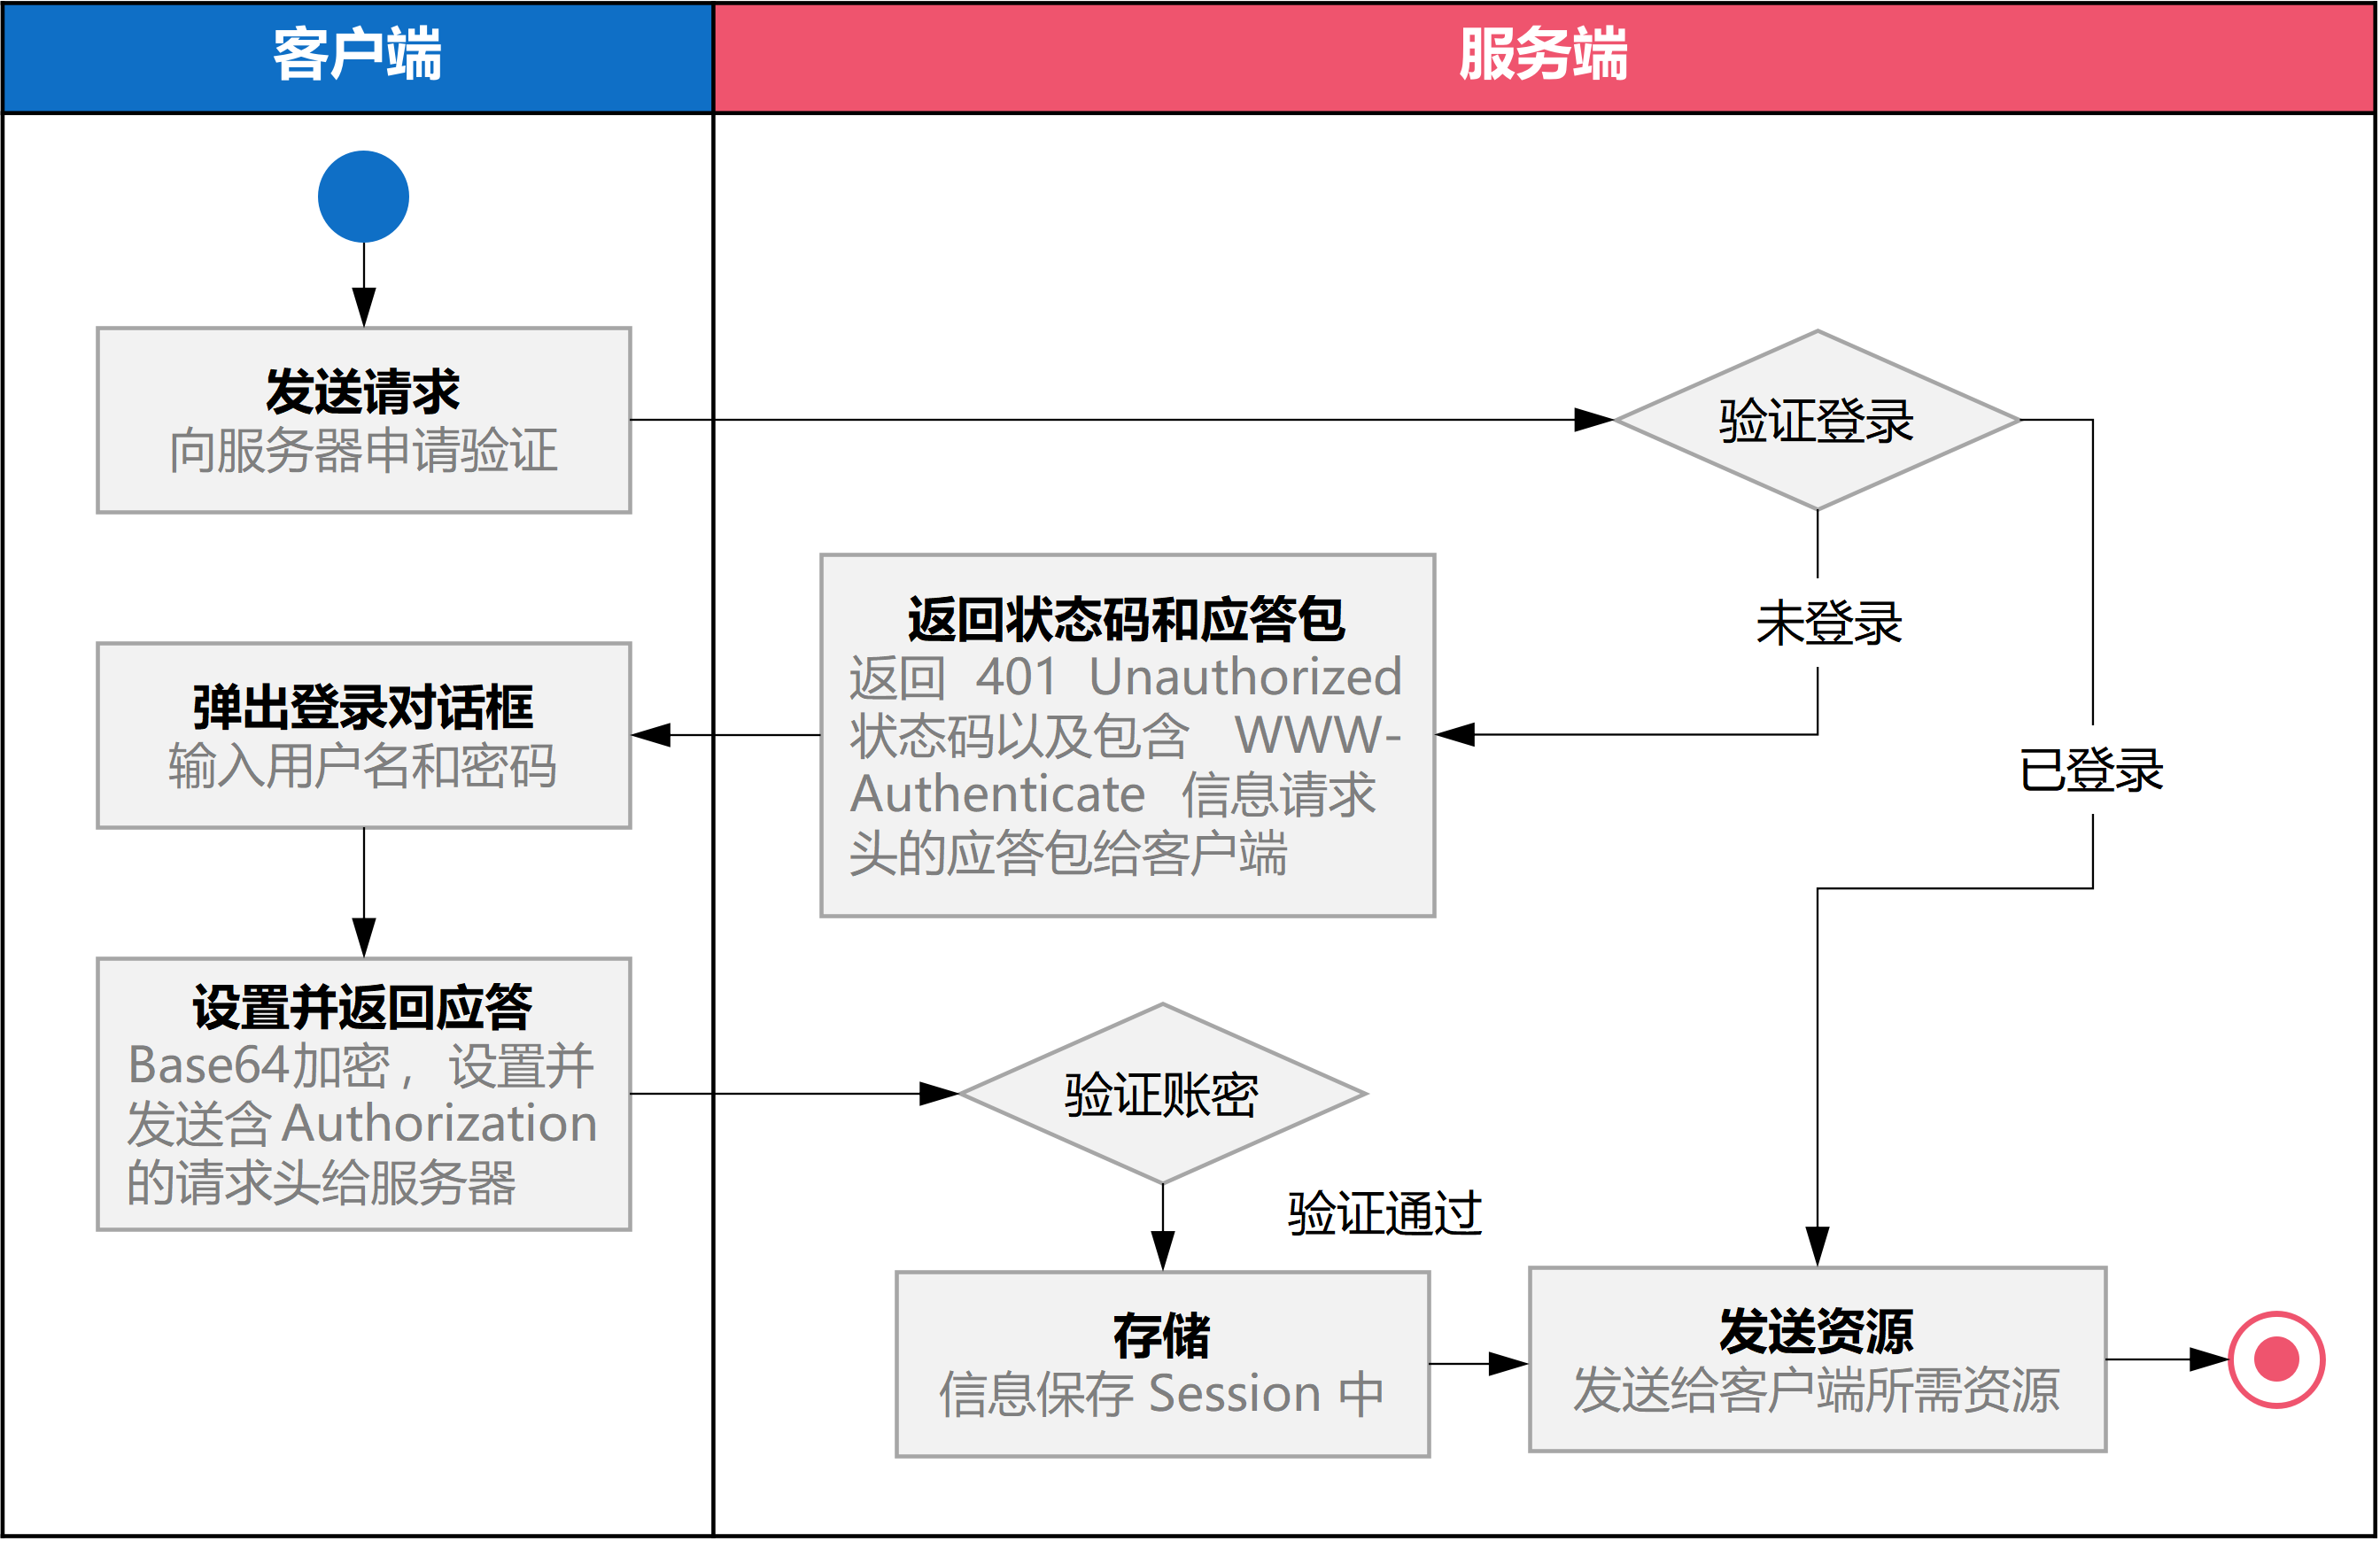 客户端
服务端
发送请求
向服务器申请验证
验证登录
未登录
已登录
返回状态码和应答包
返回 401 Unauthorized
状态码以及包含 WWW-
Authenticate 信息请求
头的应答包给客户端
弹出登录对话框
输入用户名和密码
设置并返回应答
Base64加密，设置并
发送含 Authorization
的请求头给服务器
验证账密
验证通过
存储
信息保存 Session 中
发送资源
发送给客户端所需资源